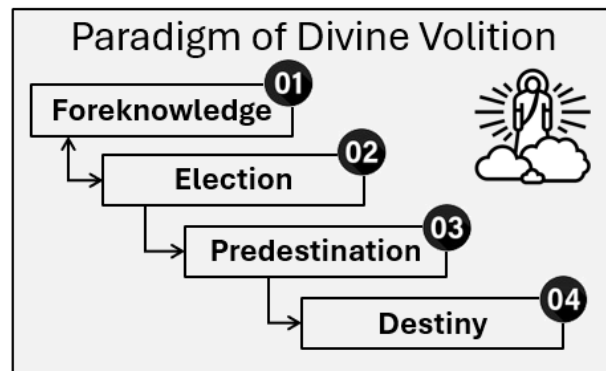 Paradigm of Divine Volition
01
Foreknowledge
02
Election
03
Predestination
04
Destiny